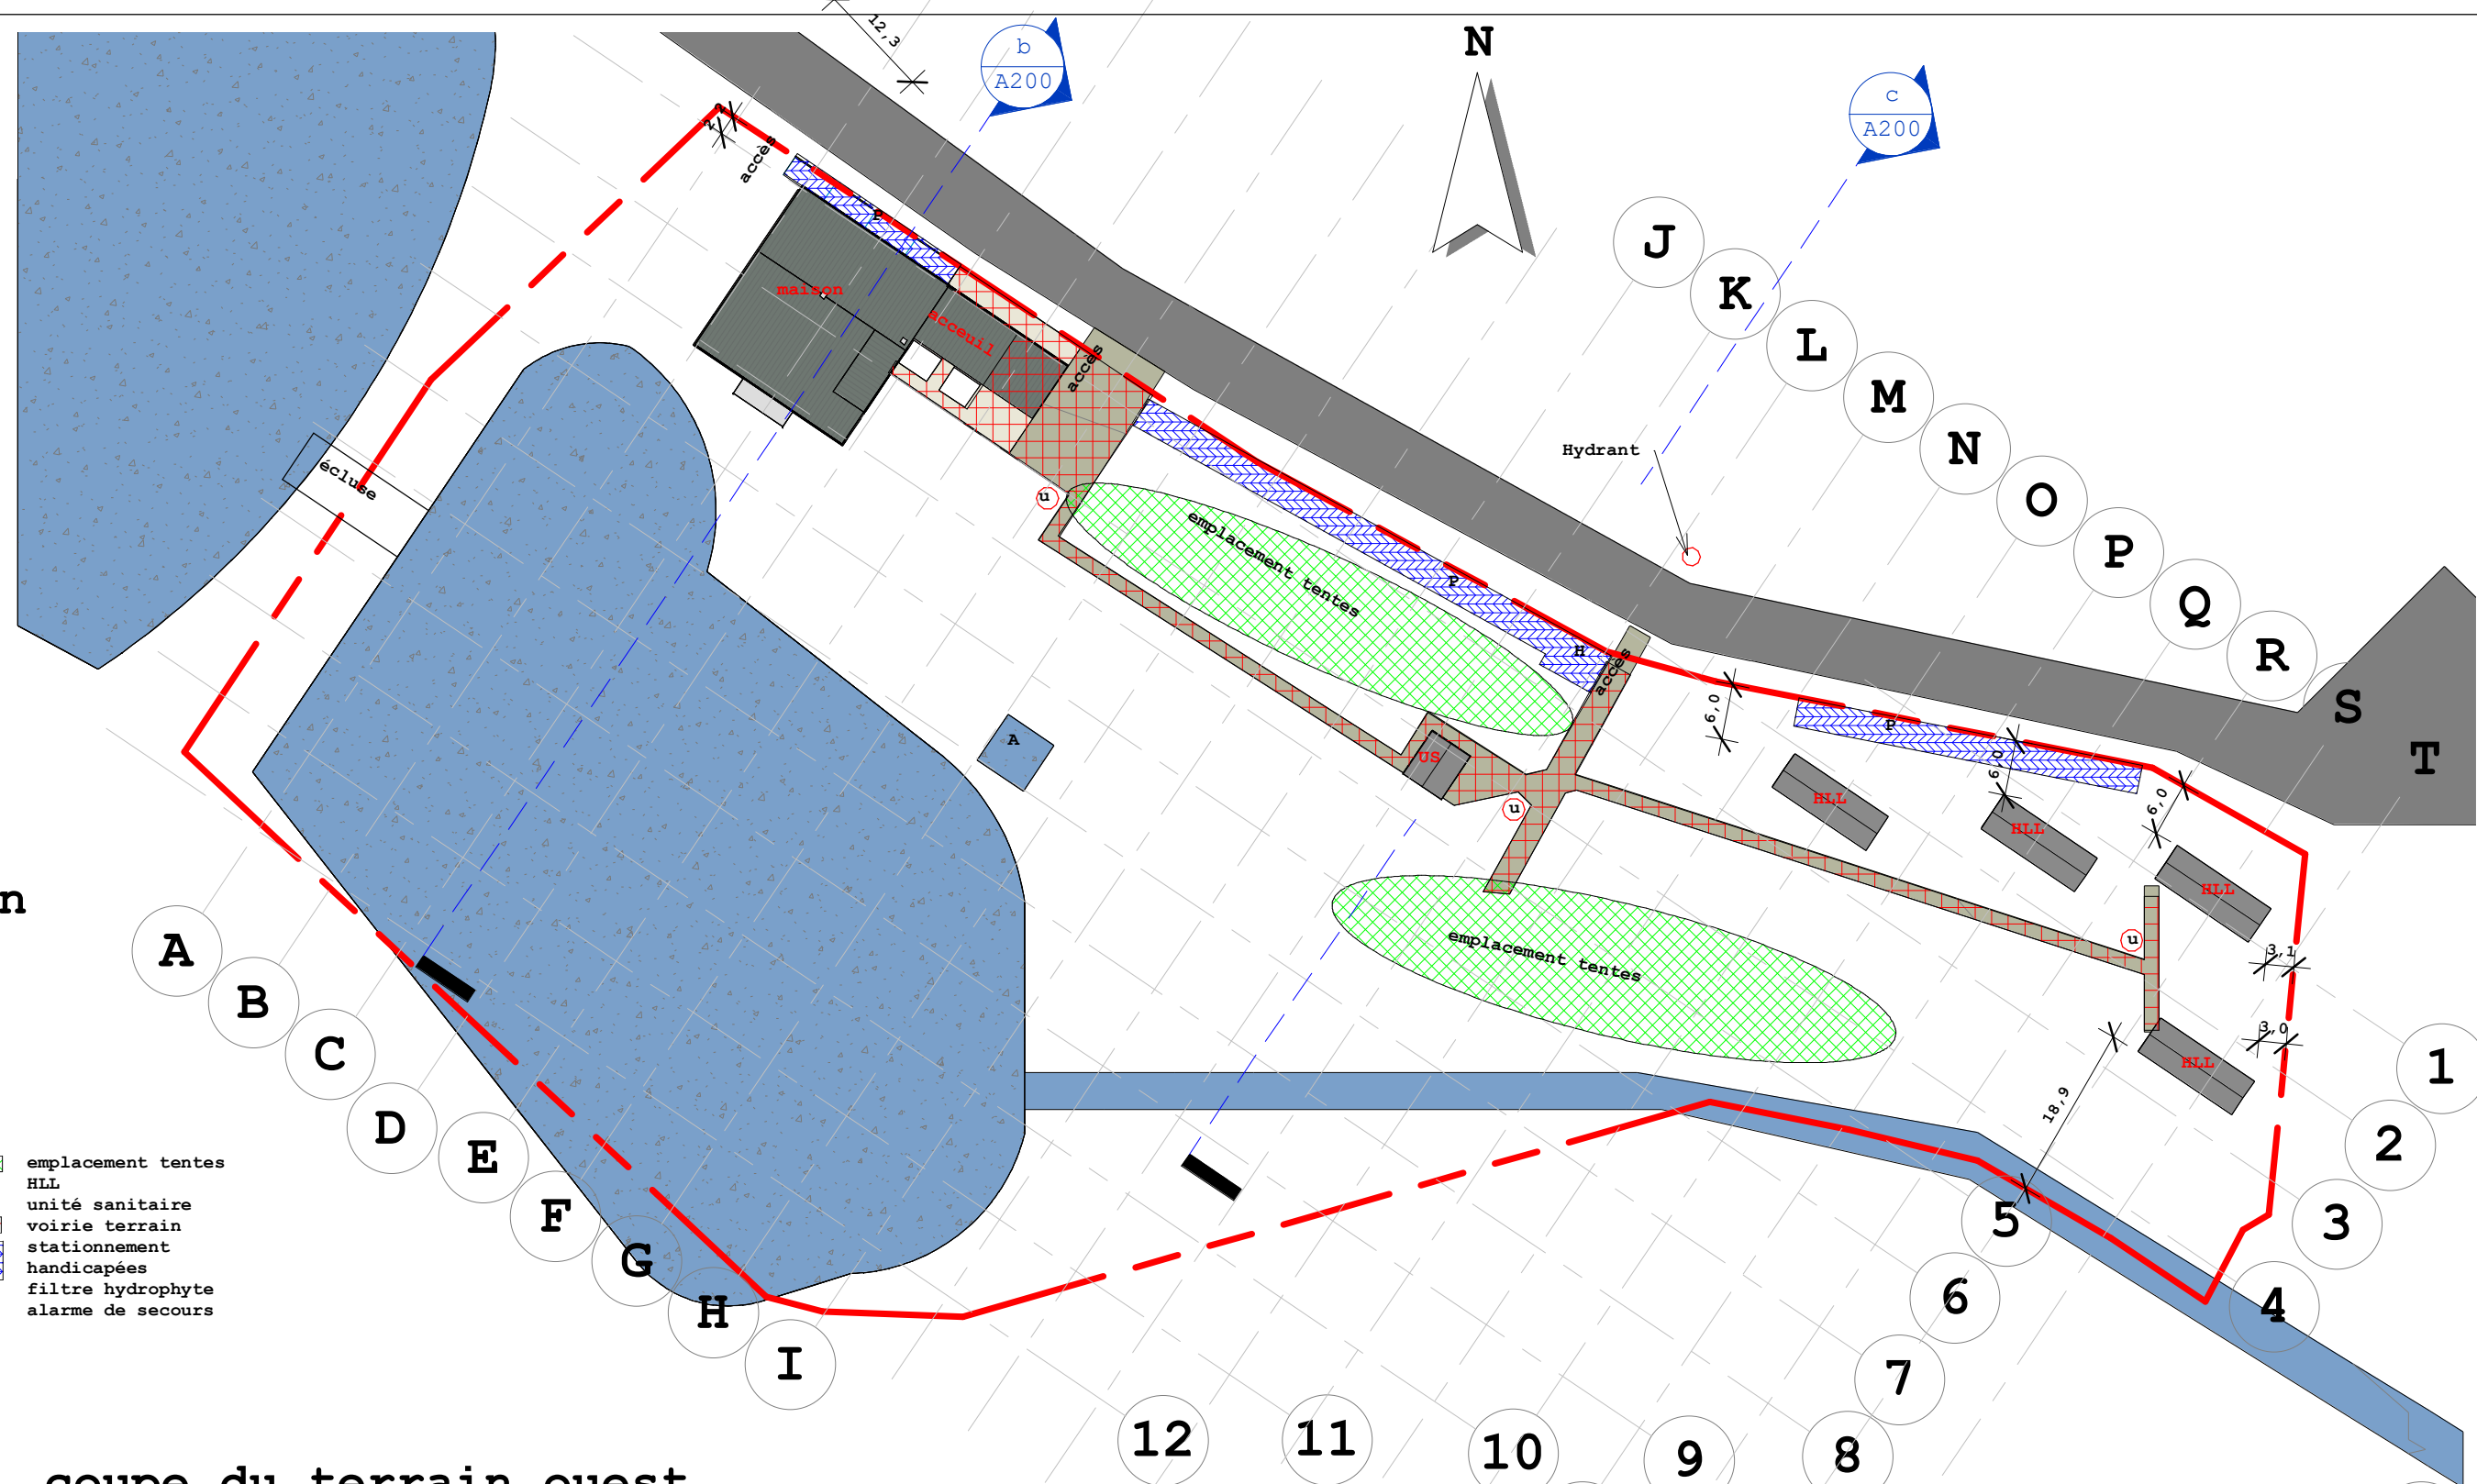 12,3
b
A200
N
c
A200
2
2
accès
P
maison
acceuil
accès
J
K
L
M
N
O
P
Q
R
S
T
Hydrant
écluse
u
emplacement tentes
P
H
accès
6,0
P
6,0
6,0
A
US
HLL
HLL
HLL
u
u
emplacement tentes
3,1
3,0
HLL
18,9
n
A
B
C
D
E
F
G
H
I
1
2
3
4
5
6
7
8
9
10
11
12
emplacement tentes
HLL
unité sanitaire
voirie terrain
stationnement
handicapées
filtre hydrophyte
alarme de secours
coupe du terrain ouest